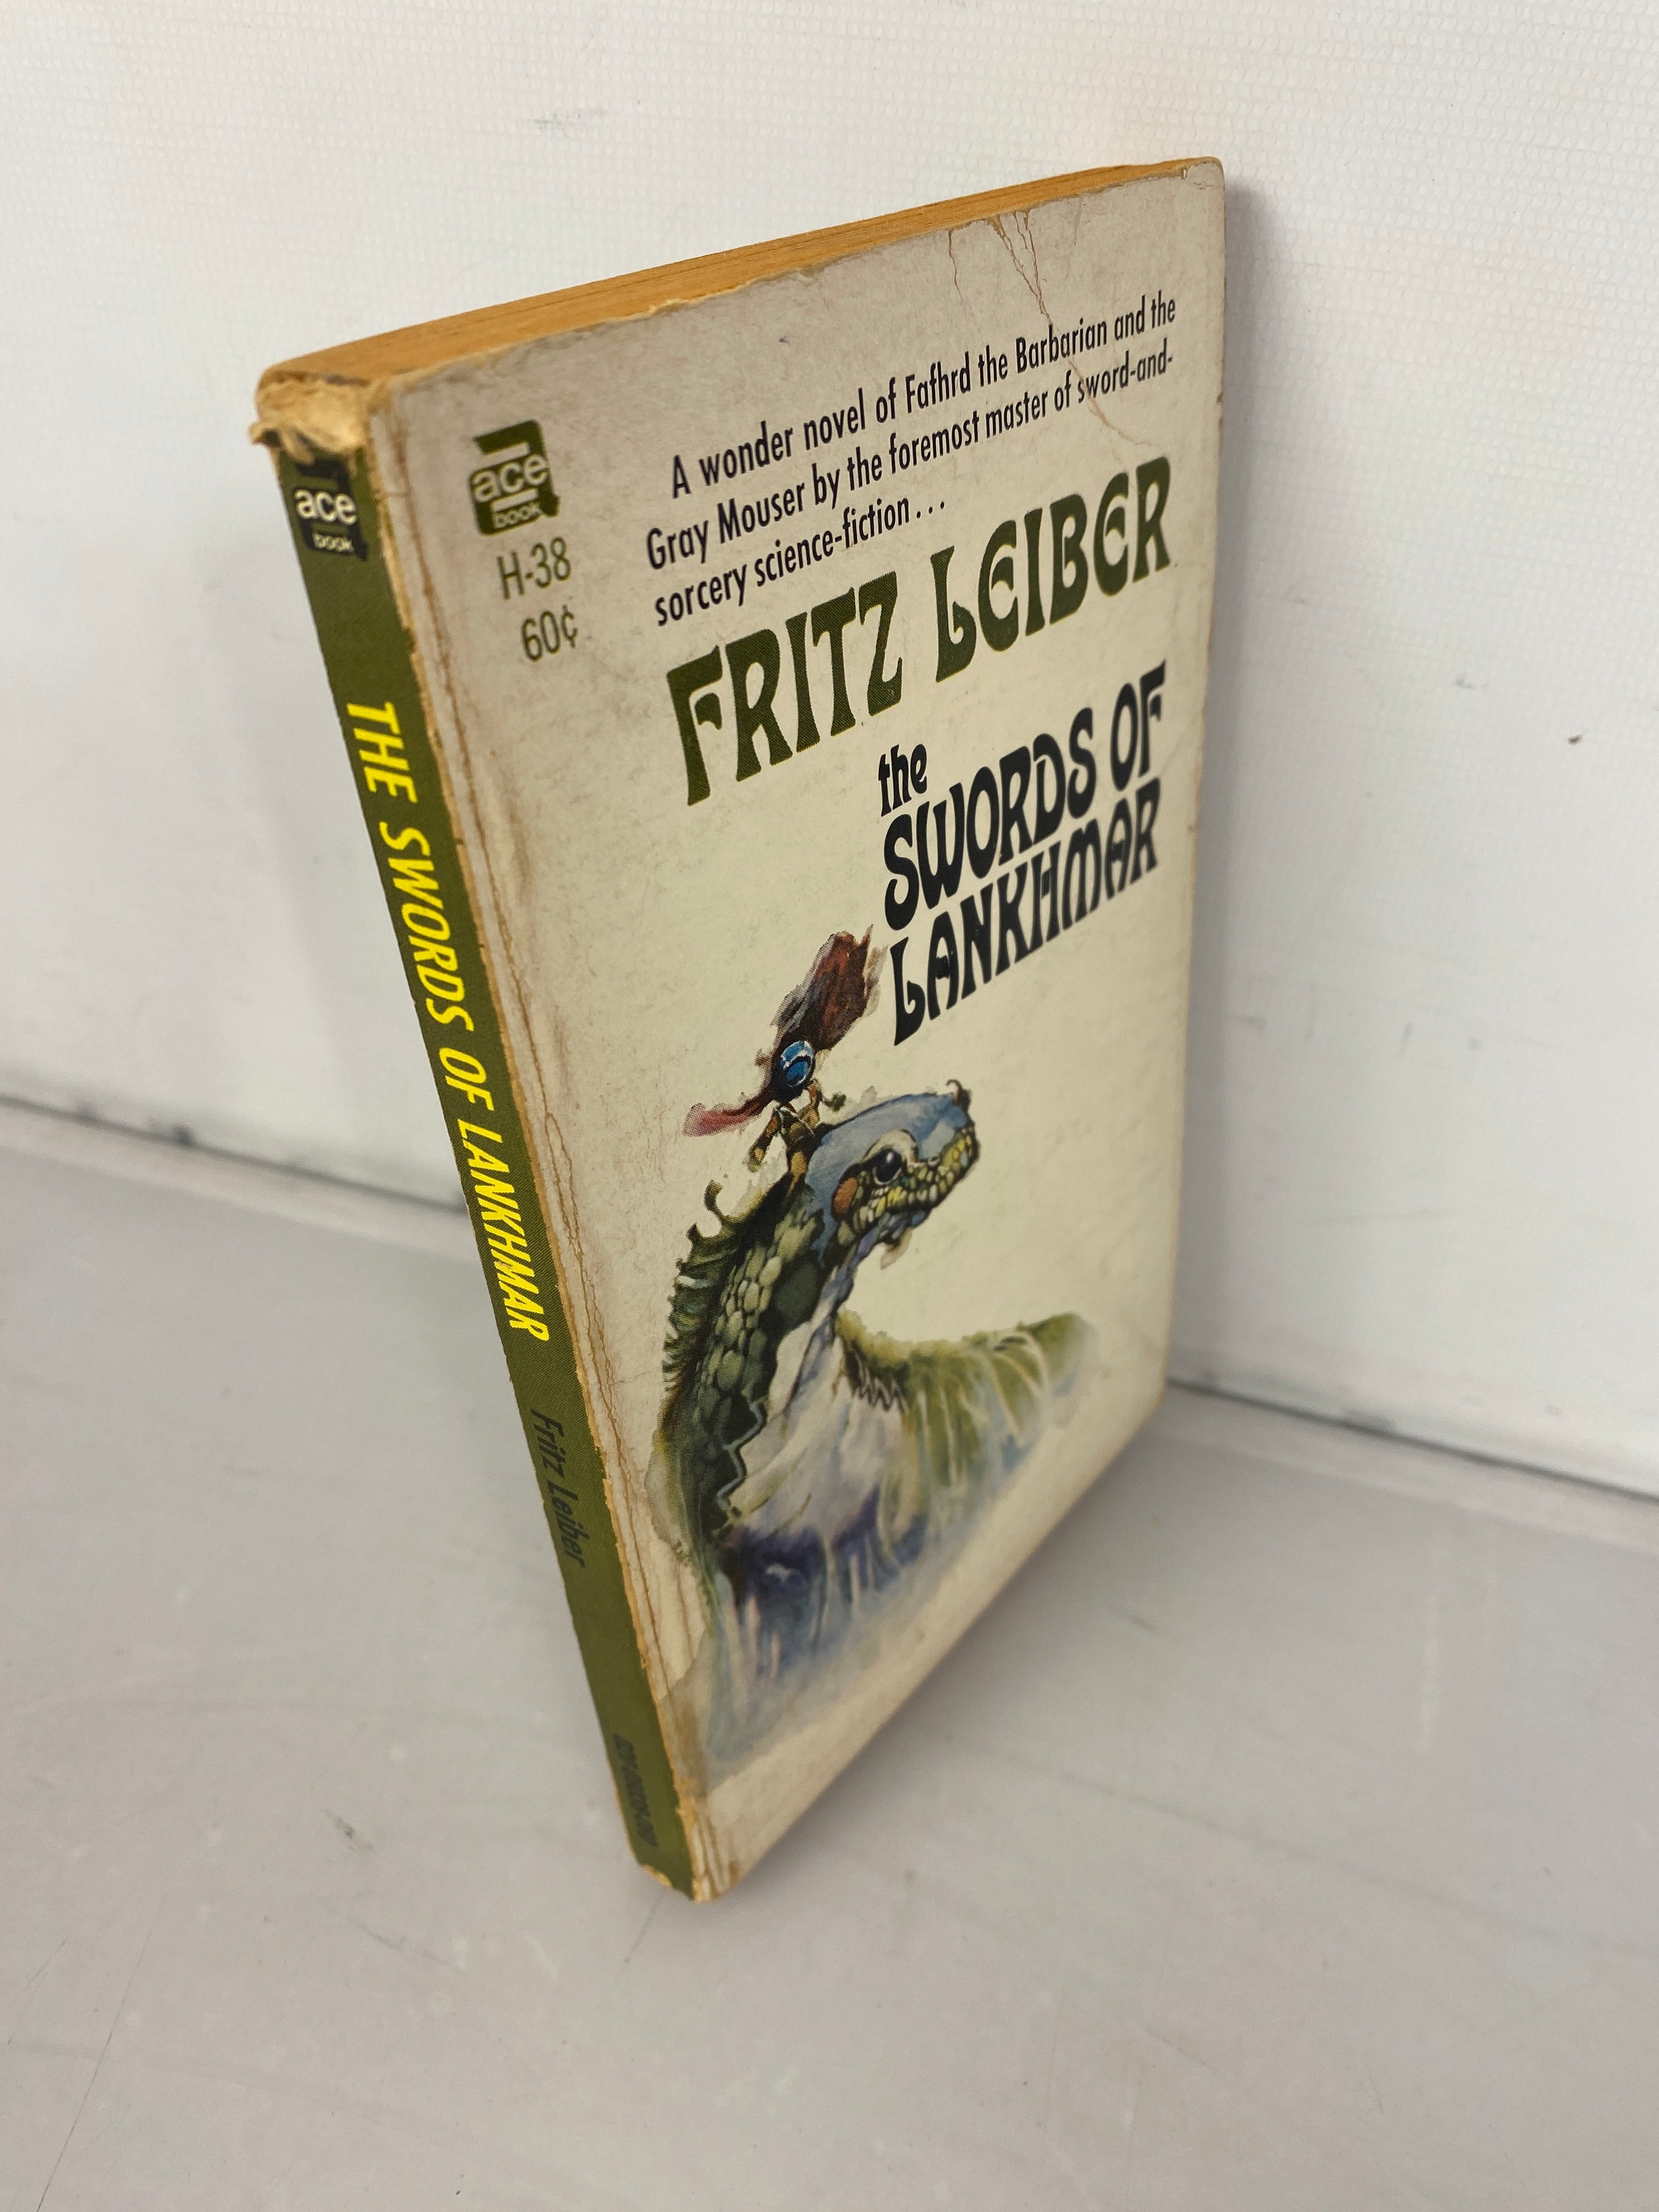 ace
book
H-38
60¢
A wonder novel of Fafhrd the Barbarian and the
Gray Mouser by the foremost master of sword-and-
sorcery science-fiction...
FRITZ LEIBER
the
SWORDS OF
LANKHMAR
ace
book
THE SWORDS OF LANKHMAR
Fritz Leiber